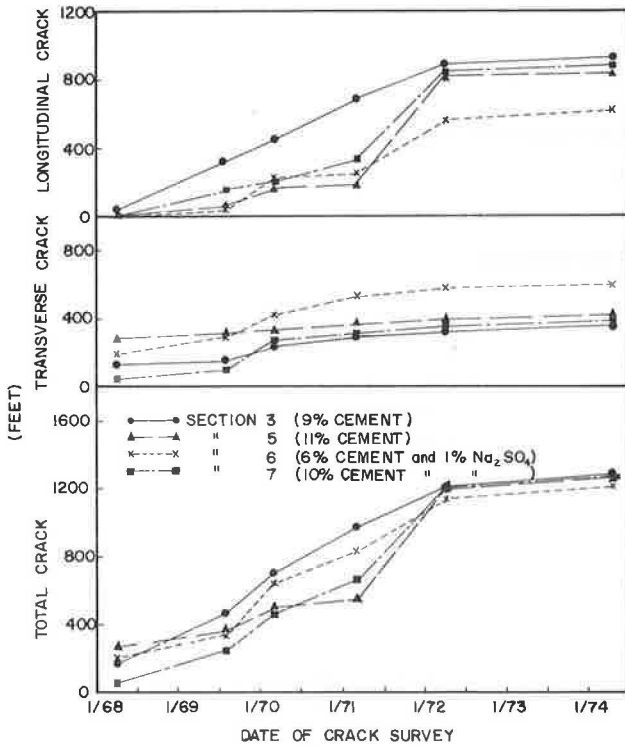 LONGITUDINAL CRACK
1200
800
400
0
TRANSVERSE CRACK
800
400
0
(FEET)
TOTAL CRACK
1600
1200
800
400
0
SECTION 3 (9% CEMENT)
" 5 (11% CEMENT)
" 6 (6% CEMENT and 1% Na₂SO₄)
" 7 (10% CEMENT " " )
1/68 1/69 1/70 1/71 1/72 1/73 1/74
DATE OF CRACK SURVEY